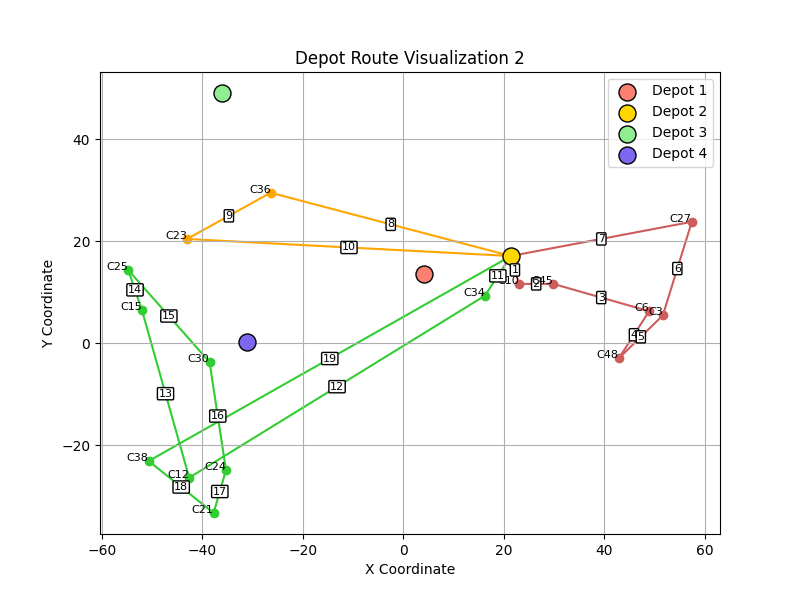 Depot Route Visualization 2
Depot 1
Depot 2
Depot 3
Depot 4
C36
9
C23
8
10
C27
7
6
1
11
C45
2
C34
3
C6
C3
4
5
C48
C25
14
C15
15
C30
13
16
19
12
C38
C12
C24
18
17
C21
40
20
0
−20
−60
−40
−20
0
20
40
60
X Coordinate
Y Coordinate